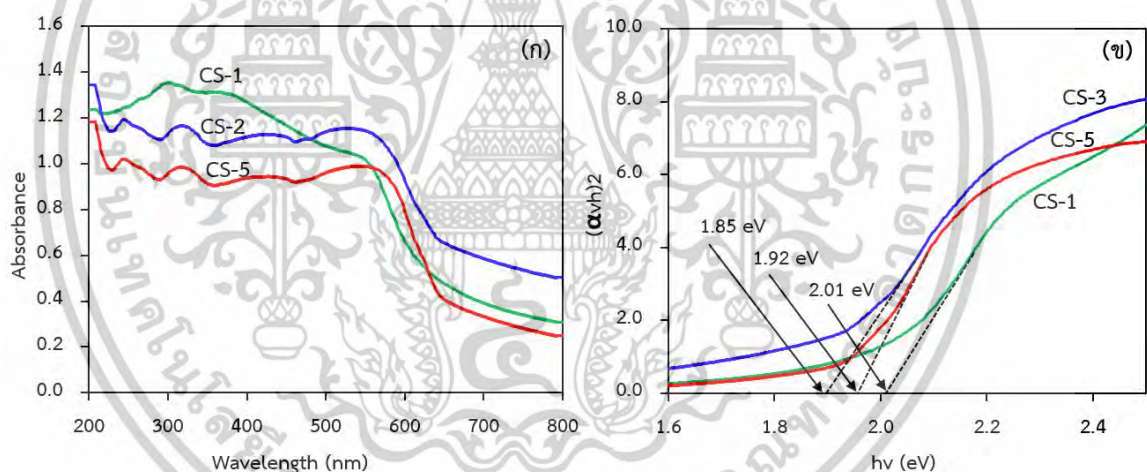 (ก)
1.6
1.4
1.2
1.0
0.8
0.6
0.4
0.2
0.0
Absorbance
CS-1
CS-2
CS-5
200 300 400 500 600 700 800
Wavelength (nm)
(ข)
10.0
8.0
6.0
4.0
2.0
0.0
(αvh)2
CS-3
CS-5
CS-1
1.85 eV
1.92 eV
2.01 eV
1.6 1.8 2.0 2.2 2.4
hv (eV)